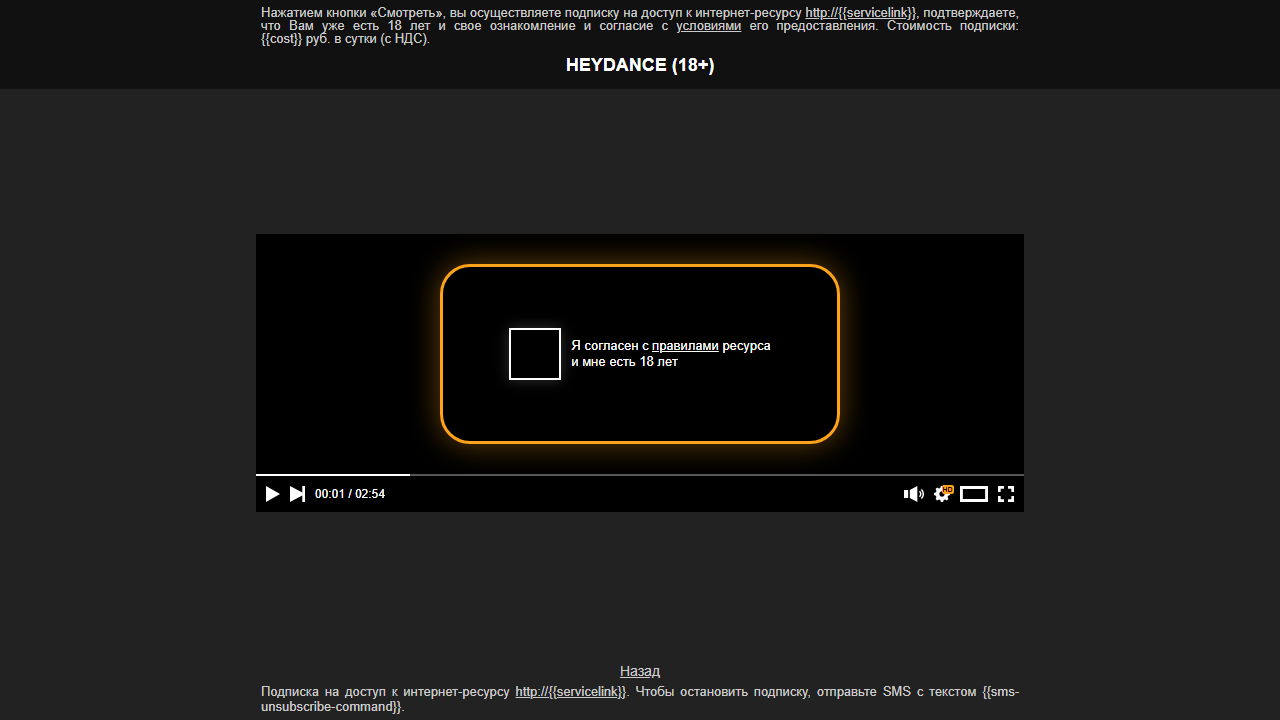 Нажатием кнопки «Смотреть», вы осуществляете подписку на доступ к интернет-ресурсу http://{{servicelink}}, подтверждаете,
что Вам уже есть 18 лет и свое ознакомление и согласие с условиями его предоставления. Стоимость подписки:
{{cost}} руб. в сутки (с НДС).
HEYDANCE (18+)
Я согласен с правилами ресурса
и мне есть 18 лет
00:01 / 02:54
HD
Назад
Подписка на доступ к интернет-ресурсу http://{{servicelink}}. Чтобы остановить подписку, отправьте SMS с текстом {{sms-
unsubscribe-command}}.